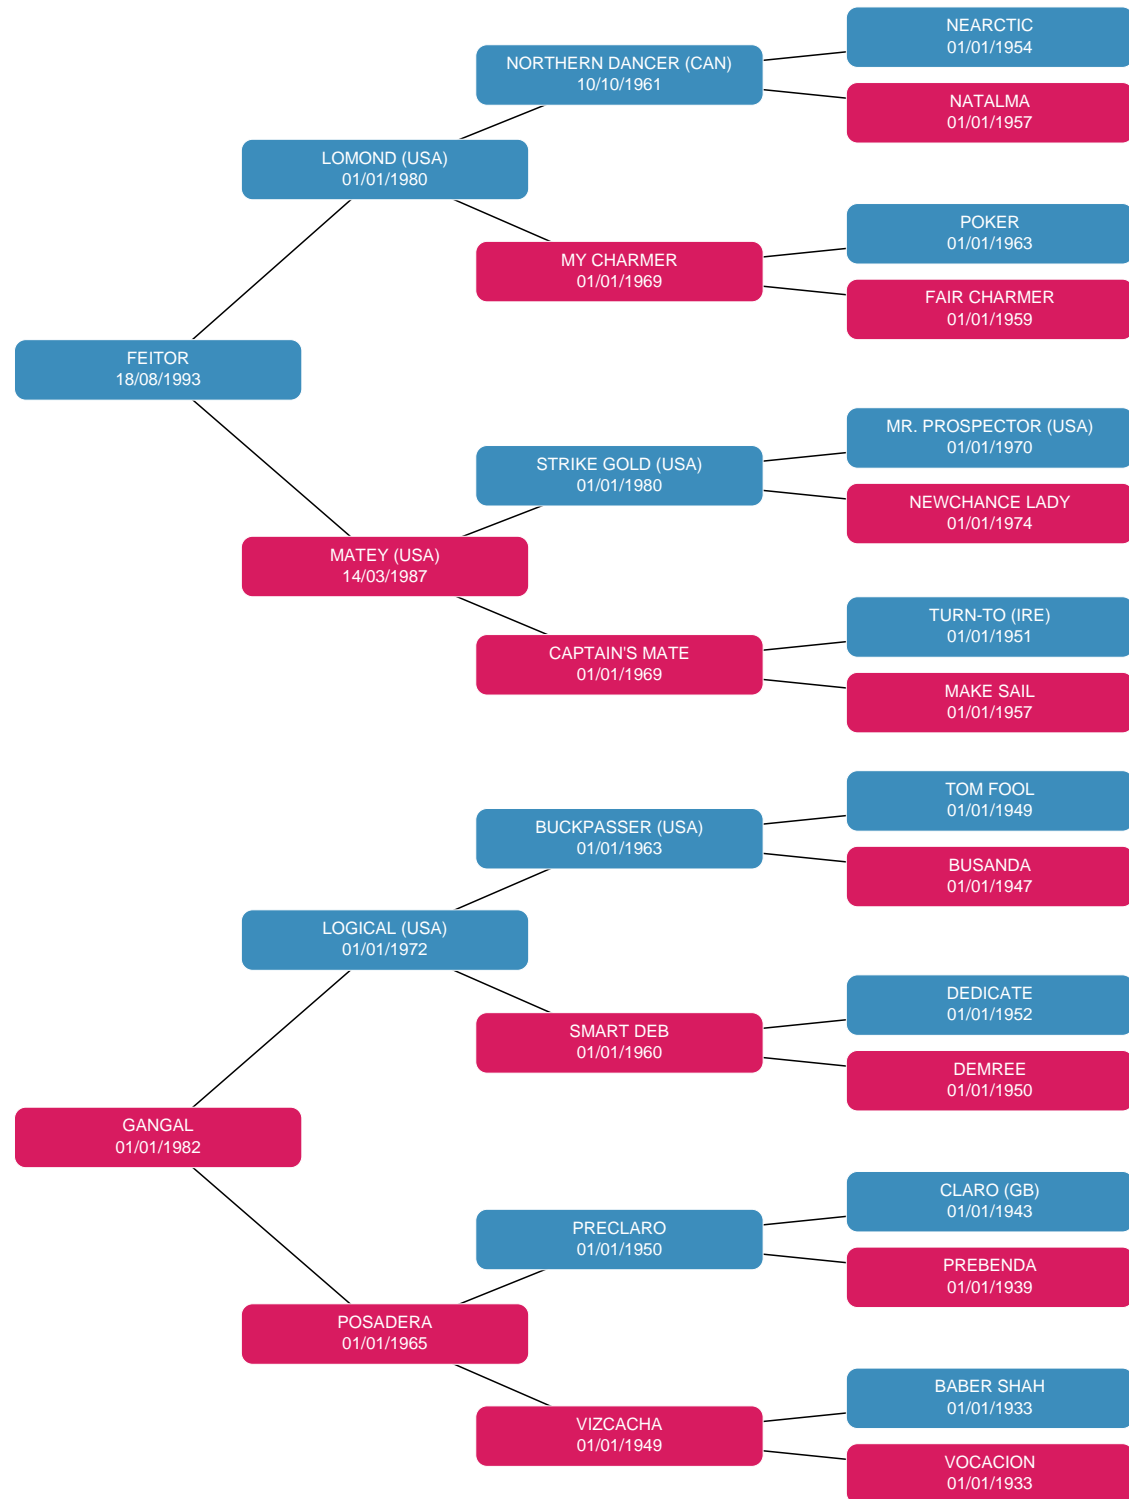 NEARCTIC
01/01/1954
NORTHERN DANCER (CAN)
10/10/1961
NATALMA
01/01/1957
LOMOND (USA)
01/01/1980
POKER
01/01/1963
MY CHARMER
01/01/1969
FAIR CHARMER
01/01/1959
FEITOR
18/08/1993
MR. PROSPECTOR (USA)
01/01/1970
STRIKE GOLD (USA)
01/01/1980
NEWCHANCE LADY
01/01/1974
MATEY (USA)
14/03/1987
TURN-TO (IRE)
01/01/1951
CAPTAIN'S MATE
01/01/1969
MAKE SAIL
01/01/1957
TOM FOOL
01/01/1949
BUCKPASSER (USA)
01/01/1963
BUSANDA
01/01/1947
LOGICAL (USA)
01/01/1972
DEDICATE
01/01/1952
SMART DEB
01/01/1960
DEMREE
01/01/1950
GANGAL
01/01/1982
CLARO (GB)
01/01/1943
PRECLARO
01/01/1950
PREBENDA
01/01/1939
POSADERA
01/01/1965
BABER SHAH
01/01/1933
VIZCACHA
01/01/1949
VOCACION
01/01/1933